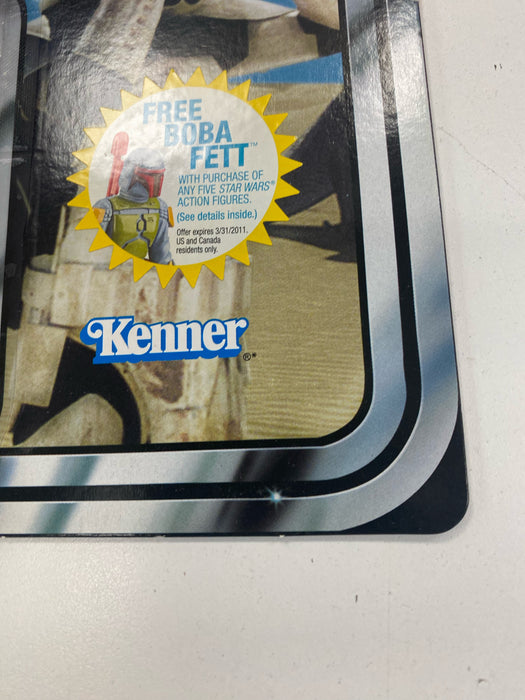 FREE
BOBA
FETT™
WITH PURCHASE OF
ANY FIVE STAR WARS®
ACTION FIGURES.
(See details inside.)
Offer expires 3/31/2011.
US and Canada
residents only.
Kenner
®*